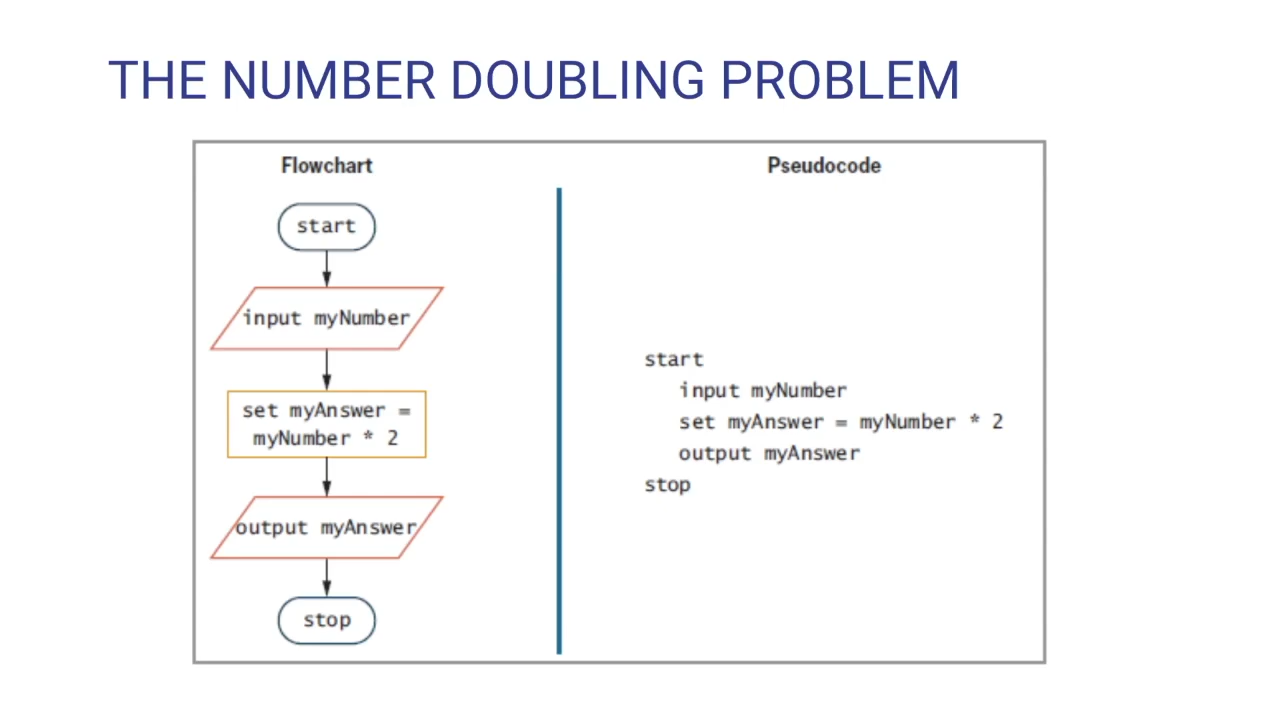 THE NUMBER DOUBLING PROBLEM
Flowchart
start
input myNumber
set myAnswer =
myNumber * 2
output myAnswer
stop
Pseudocode
start
input myNumber
set myAnswer = myNumber * 2
output myAnswer
stop